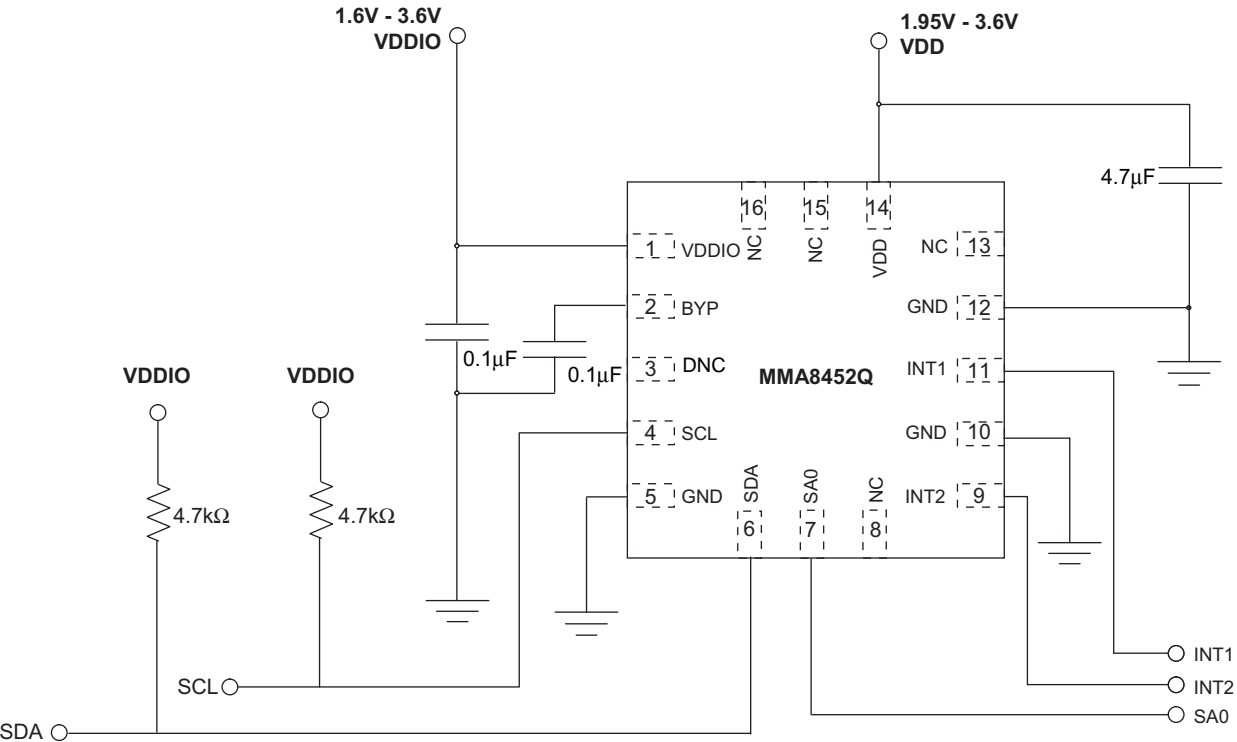 1.6V - 3.6V
VDDIO
1.95V - 3.6V
VDD
4.7μF
16
NC
15
NC
14
VDD
1
VDDIO
NC
13
2
BYP
GND
12
0.1μF
0.1μF
3
DNC
MMA8452Q
INT1
11
VDDIO
VDDIO
4
SCL
GND
10
5
GND
SDA
6
SA0
7
NC
8
INT2
9
4.7kΩ
4.7kΩ
INT1
SCL
INT2
SA0
SDA